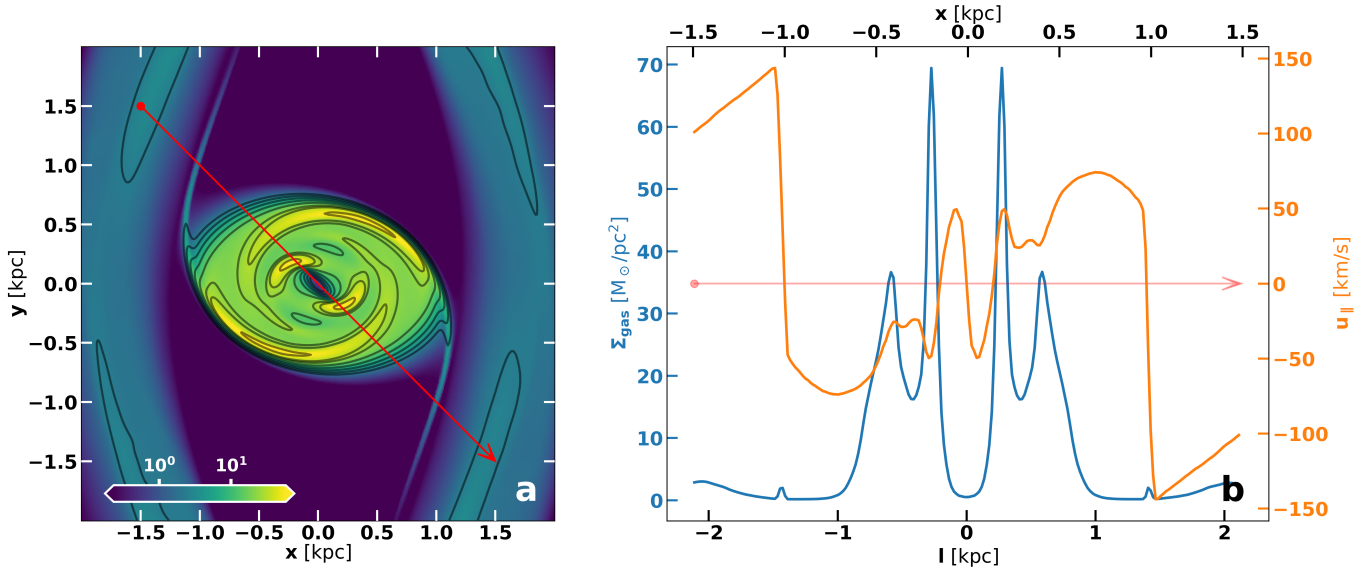 1.5
1.0
0.5
0.0
−0.5
−1.0
−1.5
y [kpc]
10⁰ 10¹
a
−1.5 −1.0 −0.5 0.0 0.5 1.0 1.5
x [kpc]
x [kpc]
−1.5 −1.0 −0.5 0.0 0.5 1.0 1.5
70
60
50
40
30
20
10
0
Σgas [M⊙/pc²]
150
100
50
0
−50
−100
−150
u∥ [km/s]
b
−2 −1 0 1 2
l [kpc]